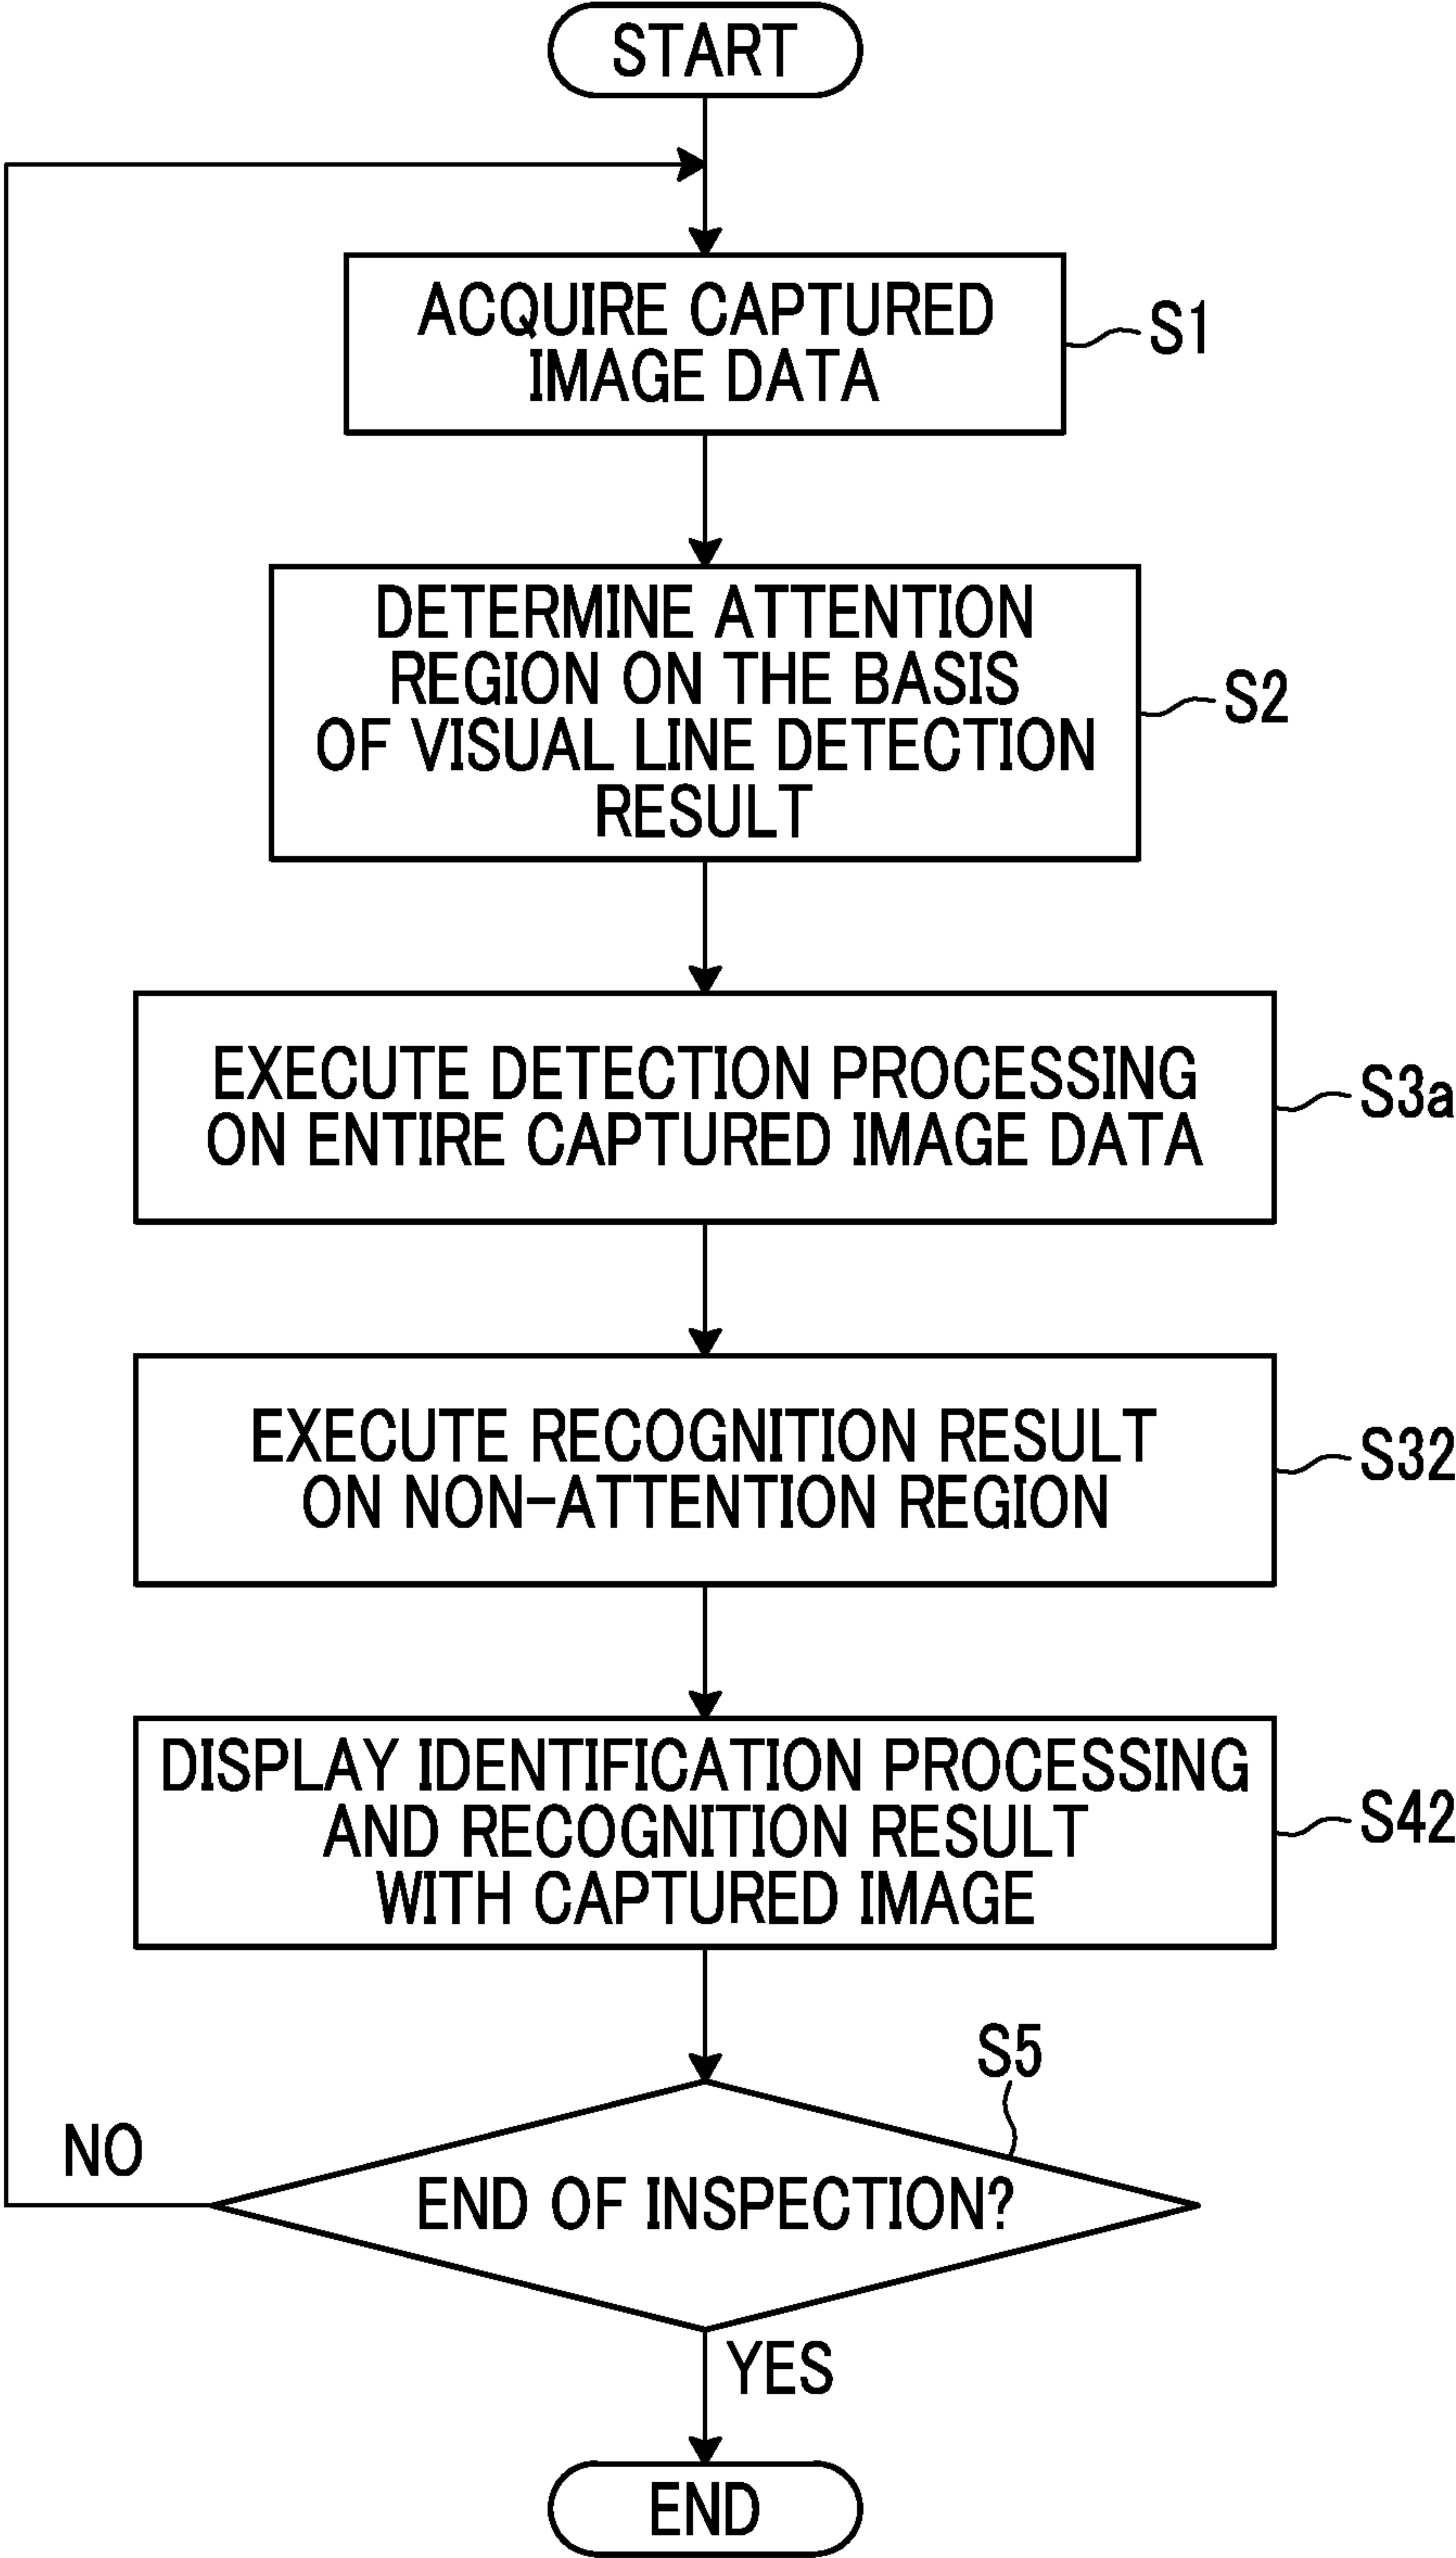 START
ACQUIRE CAPTURED
IMAGE DATA
S1
DETERMINE ATTENTION
REGION ON THE BASIS
OF VISUAL LINE DETECTION
RESULT
S2
EXECUTE DETECTION PROCESSING
ON ENTIRE CAPTURED IMAGE DATA
S3a
EXECUTE RECOGNITION RESULT
ON NON-ATTENTION REGION
S32
DISPLAY IDENTIFICATION PROCESSING
AND RECOGNITION RESULT
WITH CAPTURED IMAGE
S42
S5
NO
END OF INSPECTION?
YES
END